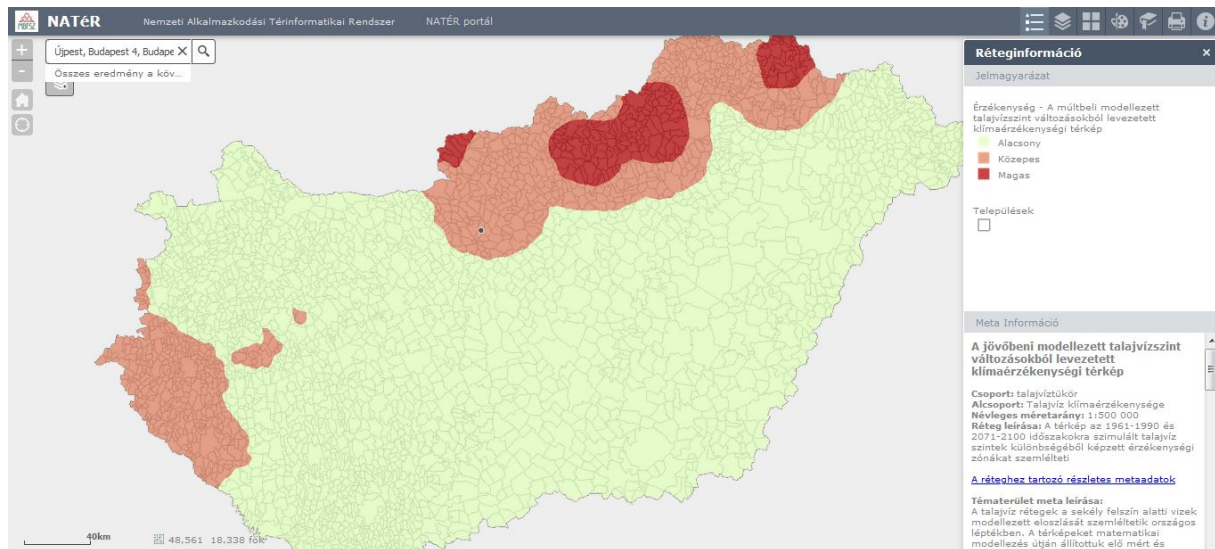 MBFSZ
NATéR
Nemzeti Alkalmazkodási Térinformatikai Rendszer
NATÉR portál
Újpest, Budapest 4, Budape
Összes eredmény a köv...
Réteginformáció
Jelmagyarázat
Érzékenység - A múltbeli modellezett
talajvízszint változásokból levezetett
klímaérzékenységi térkép
Alacsony
Közepes
Magas
Települések
Meta Információ
A jövőbeni modellezett talajvízszint
változásokból levezetett
klímaérzékenységi térkép
Csoport: talajvíztükör
Alcsoport: Talajvíz klímaérzékenysége
Névleges méretarány: 1:500 000
Réteg leírása: A térkép az 1961-1990 és
2071-2100 időszakokra szimulált talajvíz
szintek különbségéből képzett érzékenységi
zónákat szemlélteti
A réteghez tartozó részletes metaadatok
Tématerület meta leírása:
A talajvíz rétegek a sekély felszín alatti vizek
modellezett eloszlását szemléltetik országos
léptékben. A térképeket matematikai
modellezés útján állítottuk elő mért és
40km
48,561 18,338 fok